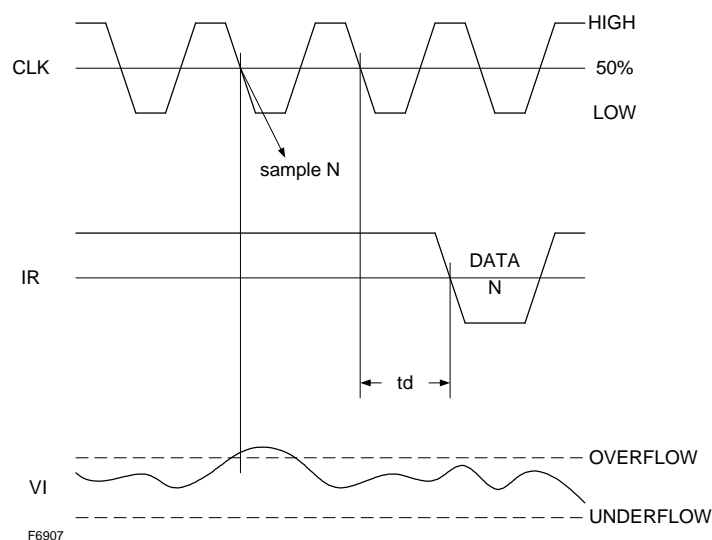 HIGH
CLK
50%
LOW
sample N
IR
DATA
N
td
OVERFLOW
VI
UNDERFLOW
F6907